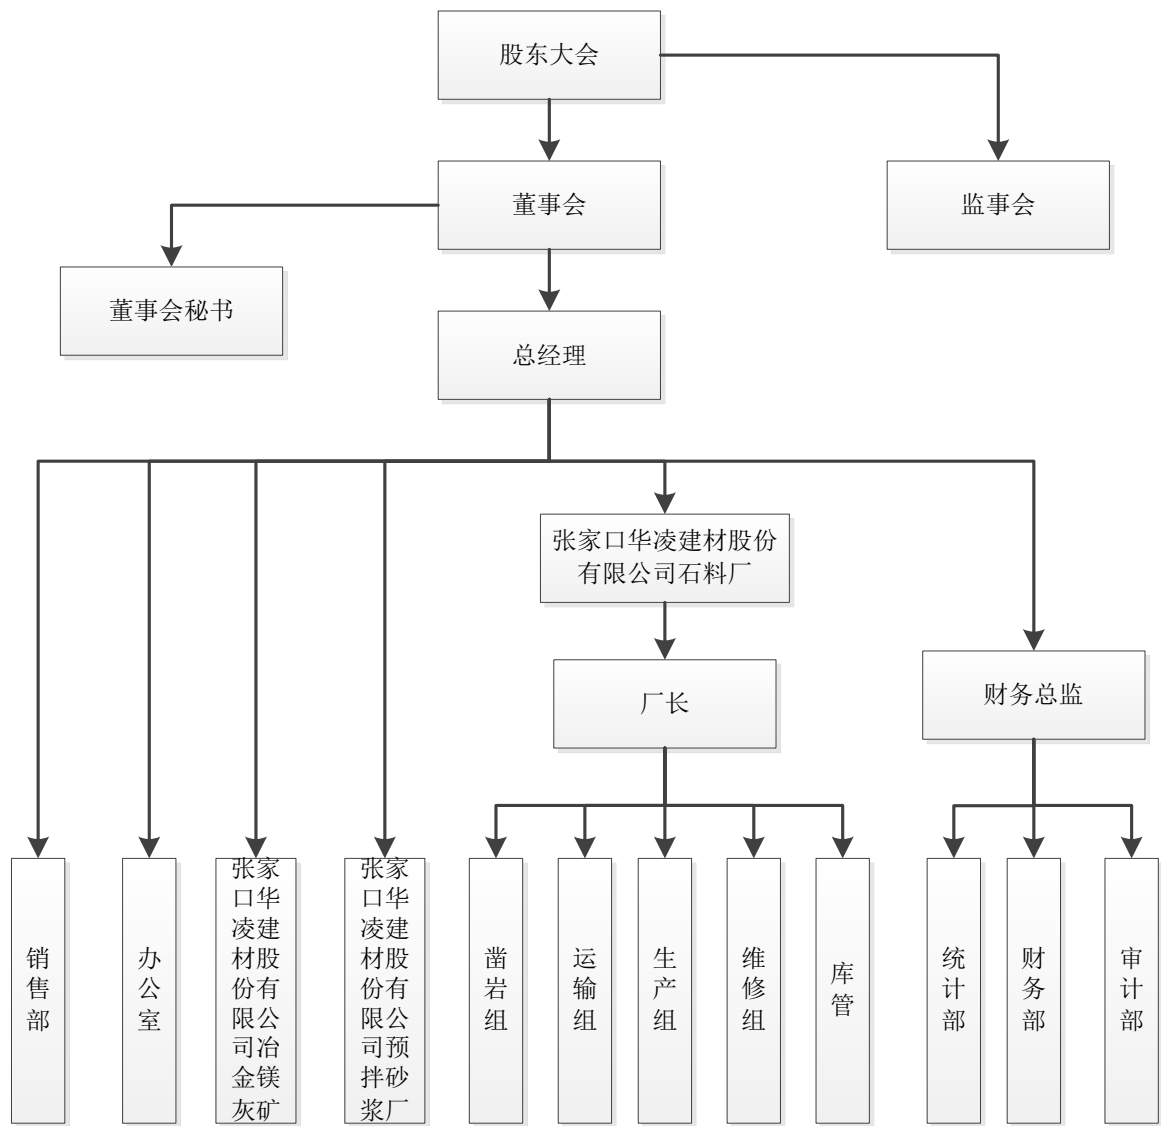 股东大会
董事会
监事会
董事会秘书
总经理
张家口华凌建材股份
有限公司石料厂
厂长
财务总监
销
售
部
办
公
室
张家
口华
凌建
材股
份有
限公
司冶
金镁
灰矿
张家
口华
凌建
材股
份有
限公
司预
拌砂
浆厂
凿
岩
组
运
输
组
生
产
组
维
修
组
库
管
统
计
部
财
务
部
审
计
部